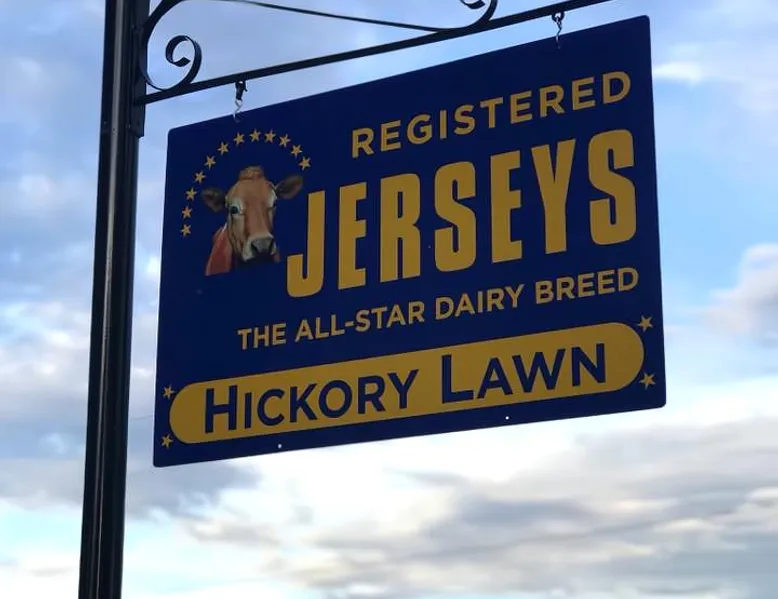 REGISTERED
JERSEYS
THE ALL-STAR DAIRY BREED
HICKORY LAWN